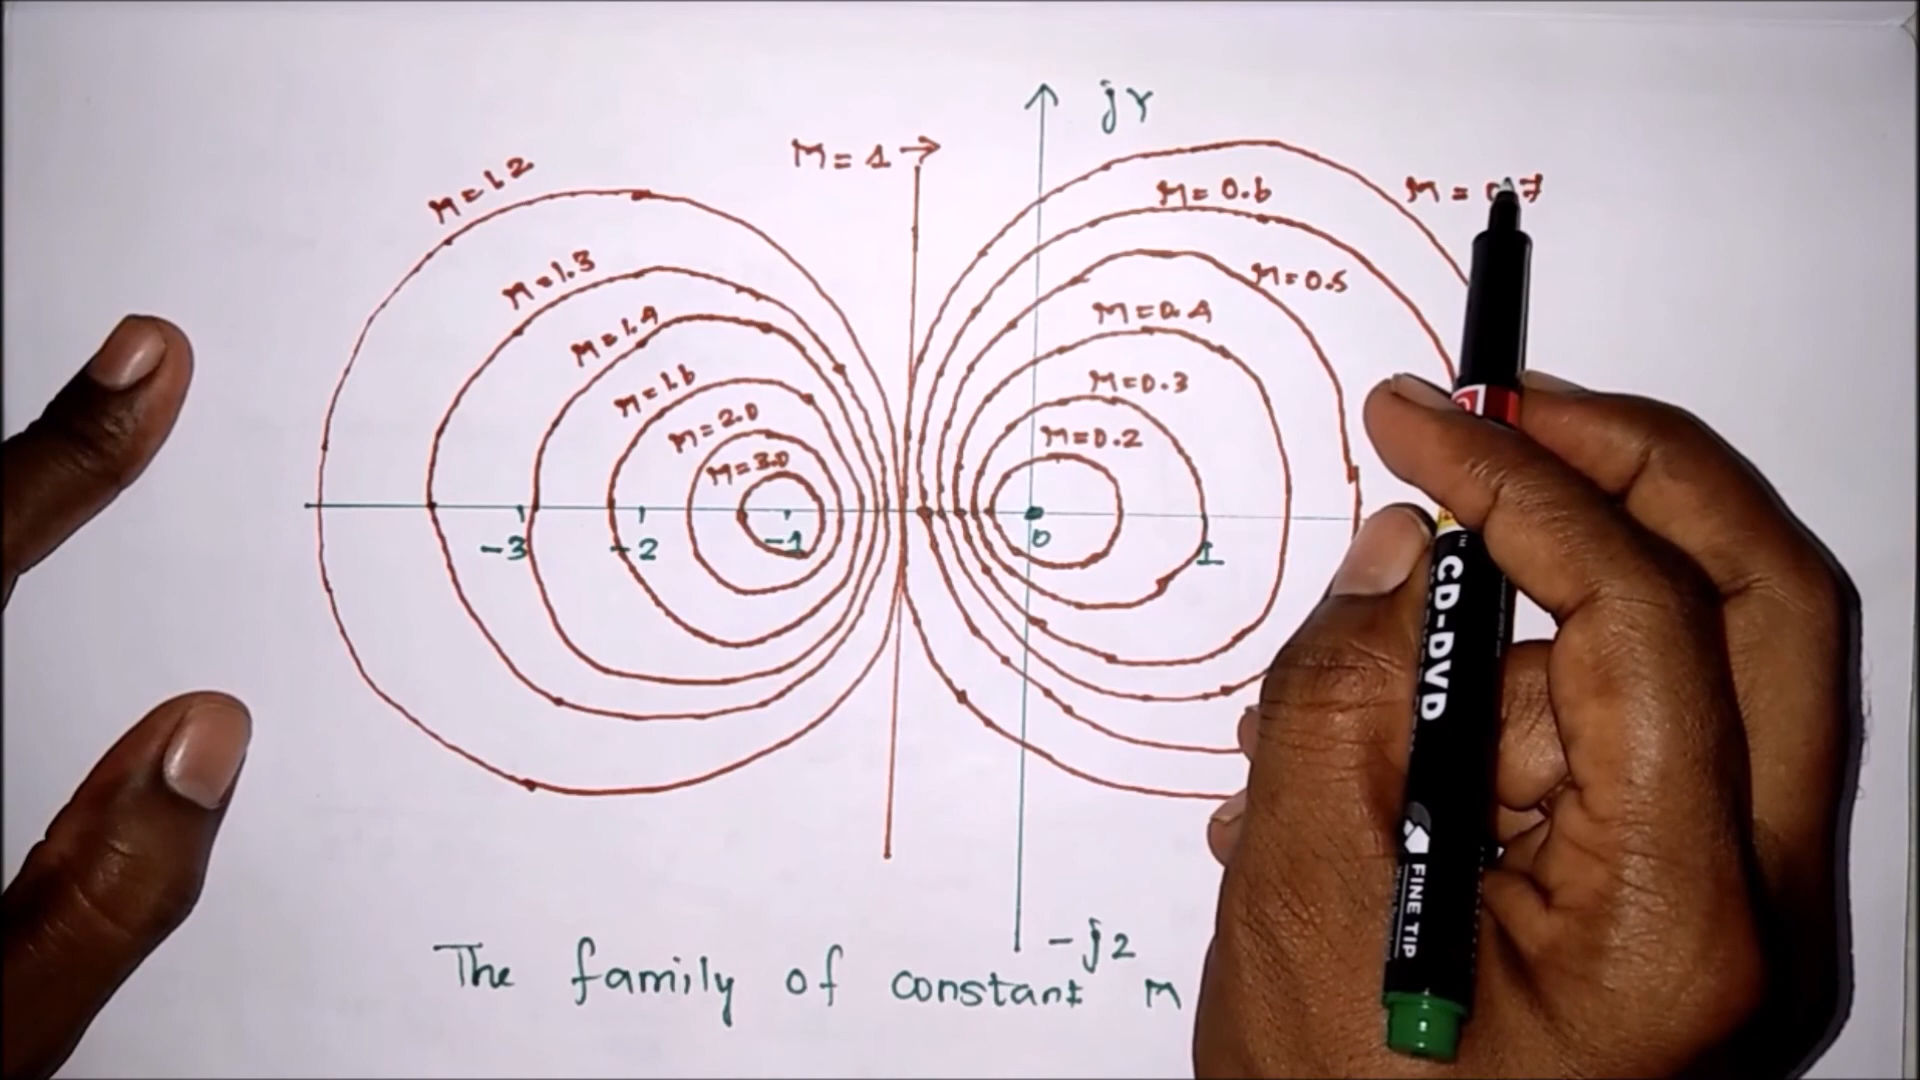 jY
M = 1 →
M = 1.2
M = 0.6
M = 0.7
M = 1.3
M = 0.5
M = 1.4
M = 0.4
M = 1.6
M = 0.3
M = 2.0
M = 0.2
M = 3.0
-3 -2 -1 0 1
CD-DVD
FINE TIP
-j2
The family of constant M